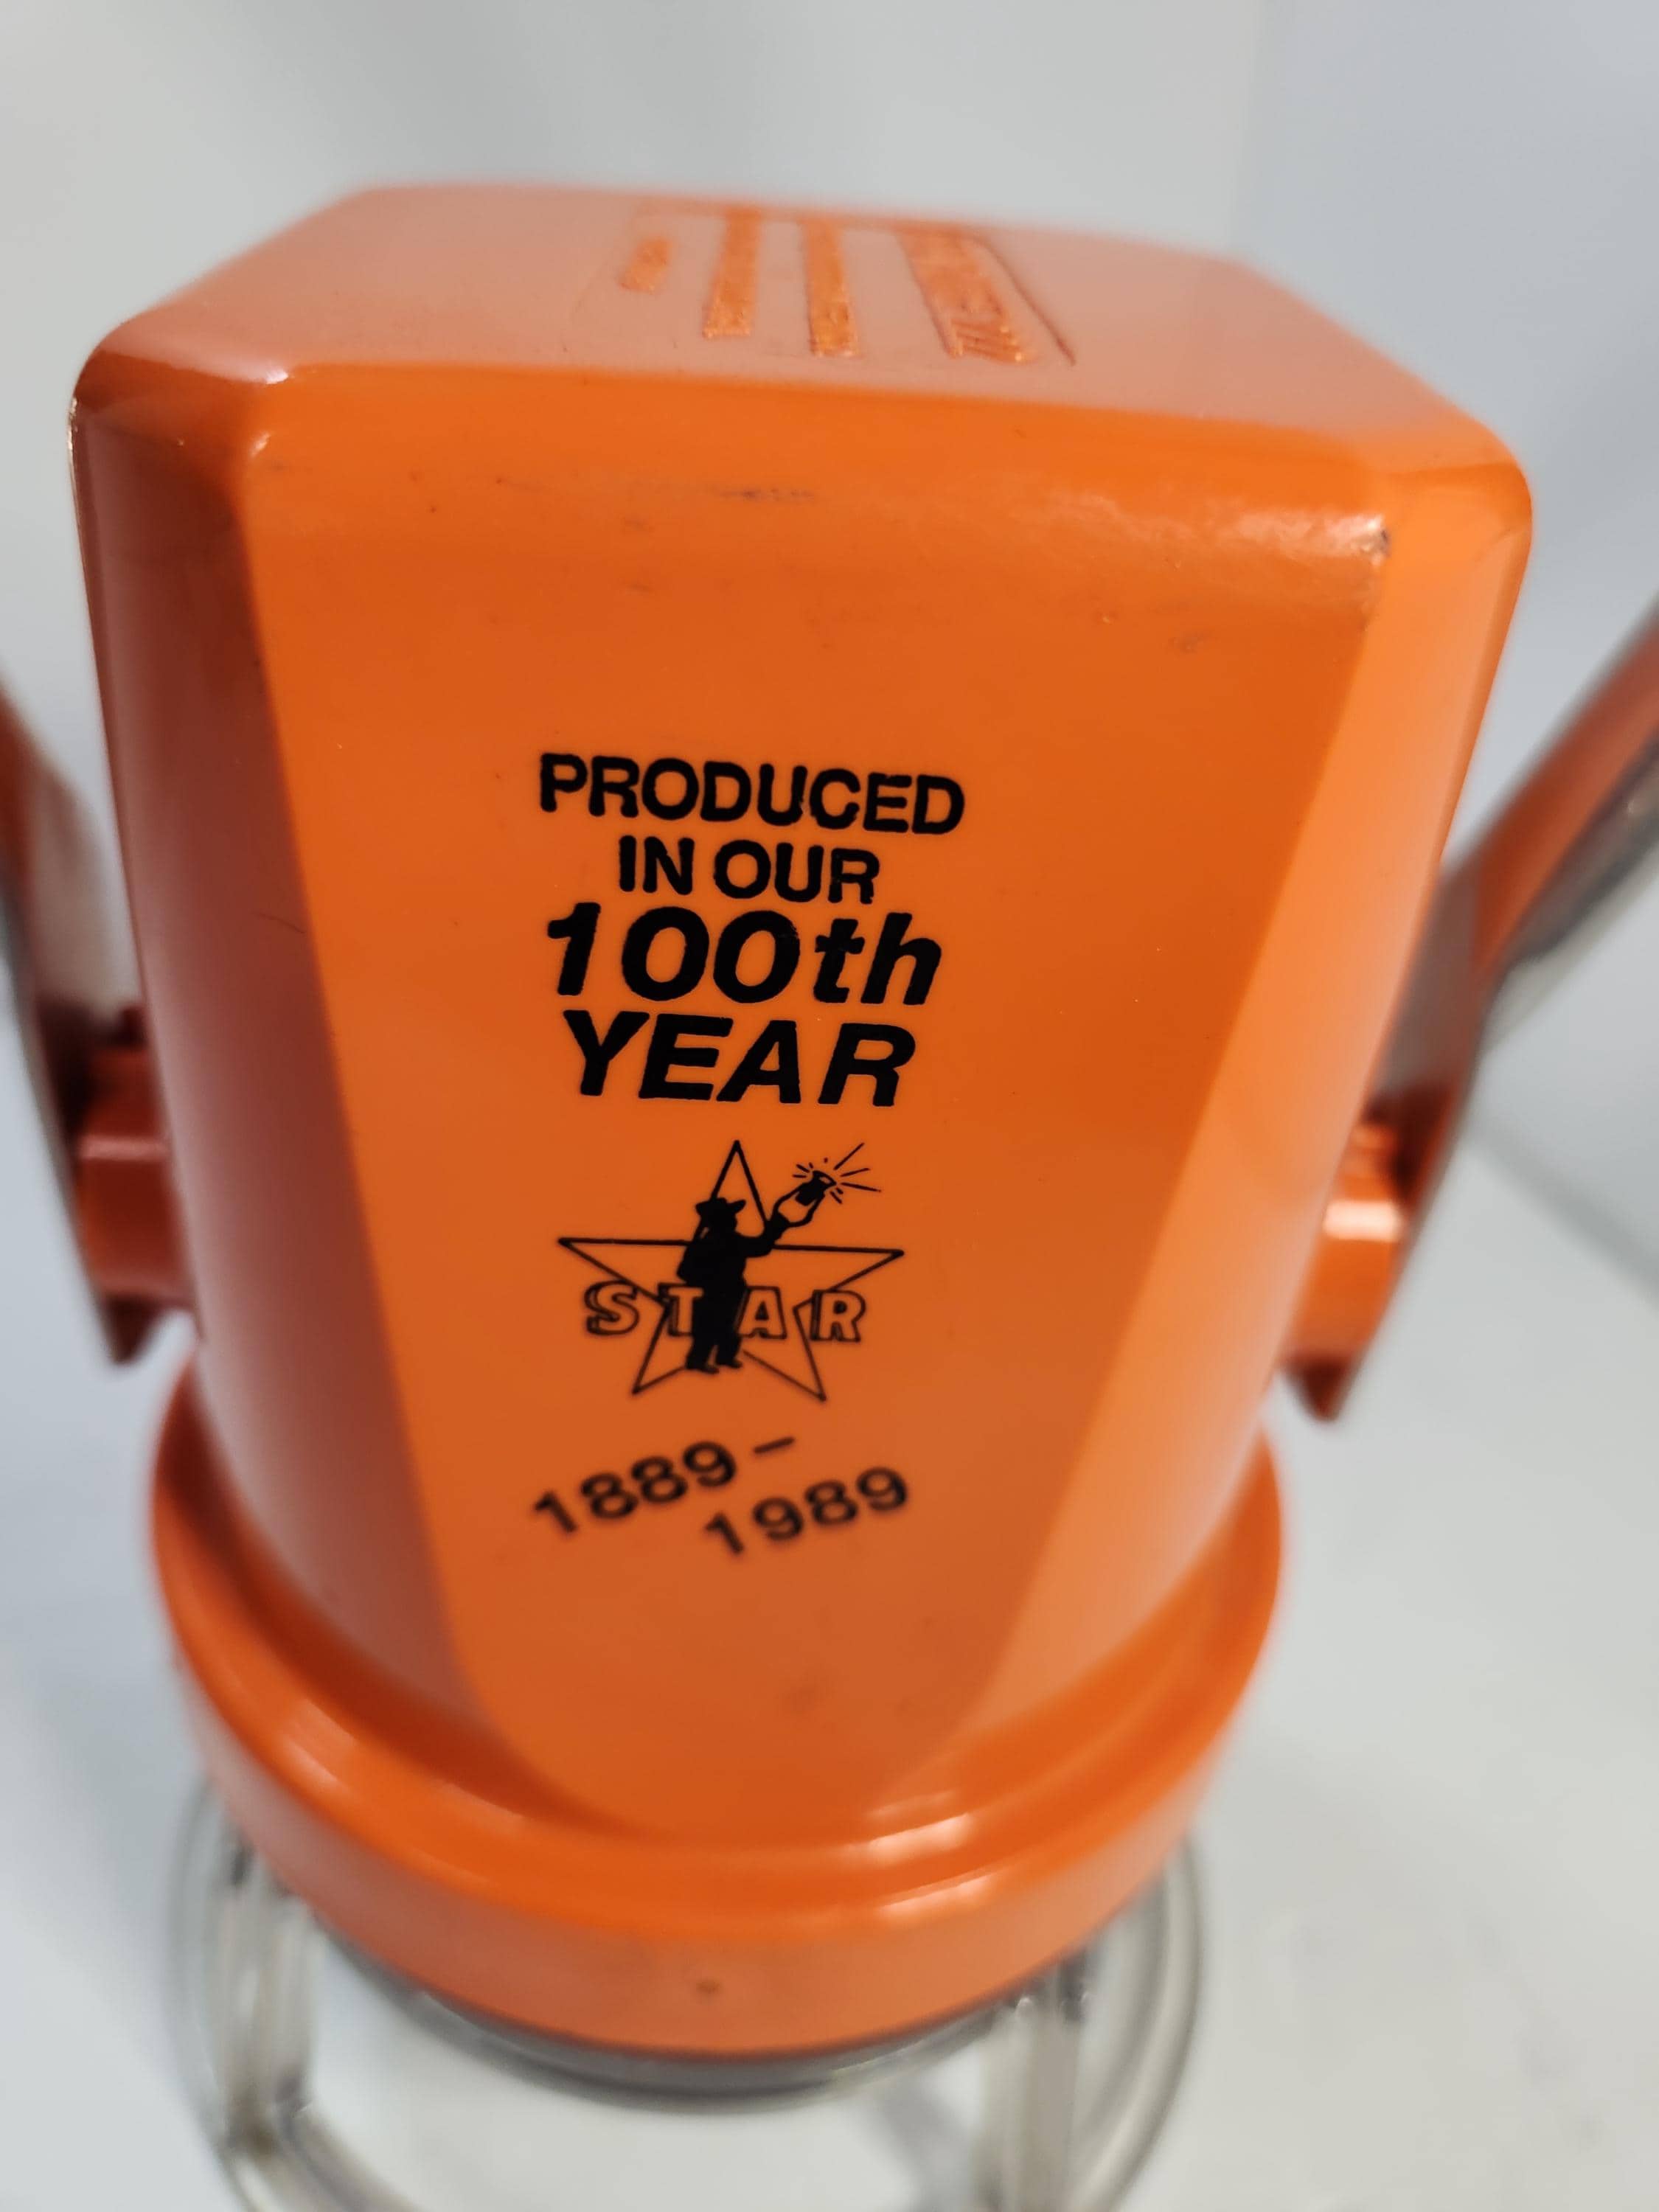 PRODUCED
IN OUR
100th
YEAR
STAR
1889-
1989